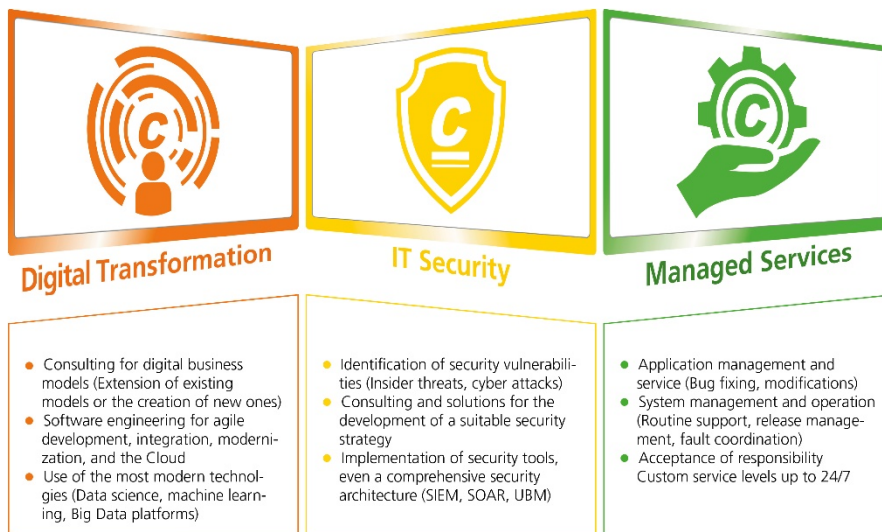 C
C
C
Digital Transformation
IT Security
Managed Services
• Consulting for digital business
models (Extension of existing
models or the creation of new ones)
• Software engineering for agile
development, integration, moderni-
zation, and the Cloud
• Use of the most modern technol-
gies (Data science, machine learn-
ing, Big Data platforms)
• Identification of security vulnerabili-
ties (Insider threats, cyber attacks)
• Consulting and solutions for the
development of a suitable security
strategy
• Implementation of security tools,
even a comprehensive security
architecture (SIEM, SOAR, UBM)
• Application management and
service (Bug fixing, modifications)
• System management and operation
(Routine support, release manage-
ment, fault coordination)
• Acceptance of responsibility
Custom service levels up to 24/7